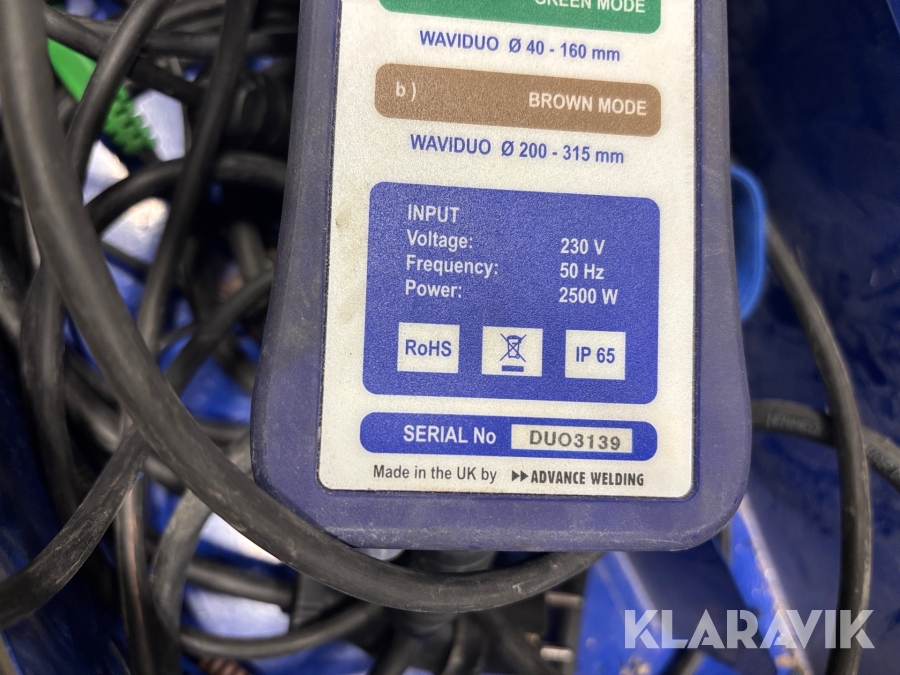 GREEN MODE
WAVIDUO Ø 40 - 160 mm
b ) BROWN MODE
WAVIDUO Ø 200 - 315 mm
INPUT
Voltage: 230 V
Frequency: 50 Hz
Power: 2500 W
RoHS IP 65
SERIAL No DUO3139
Made in the UK by ADVANCE WELDING
KLARAVIK